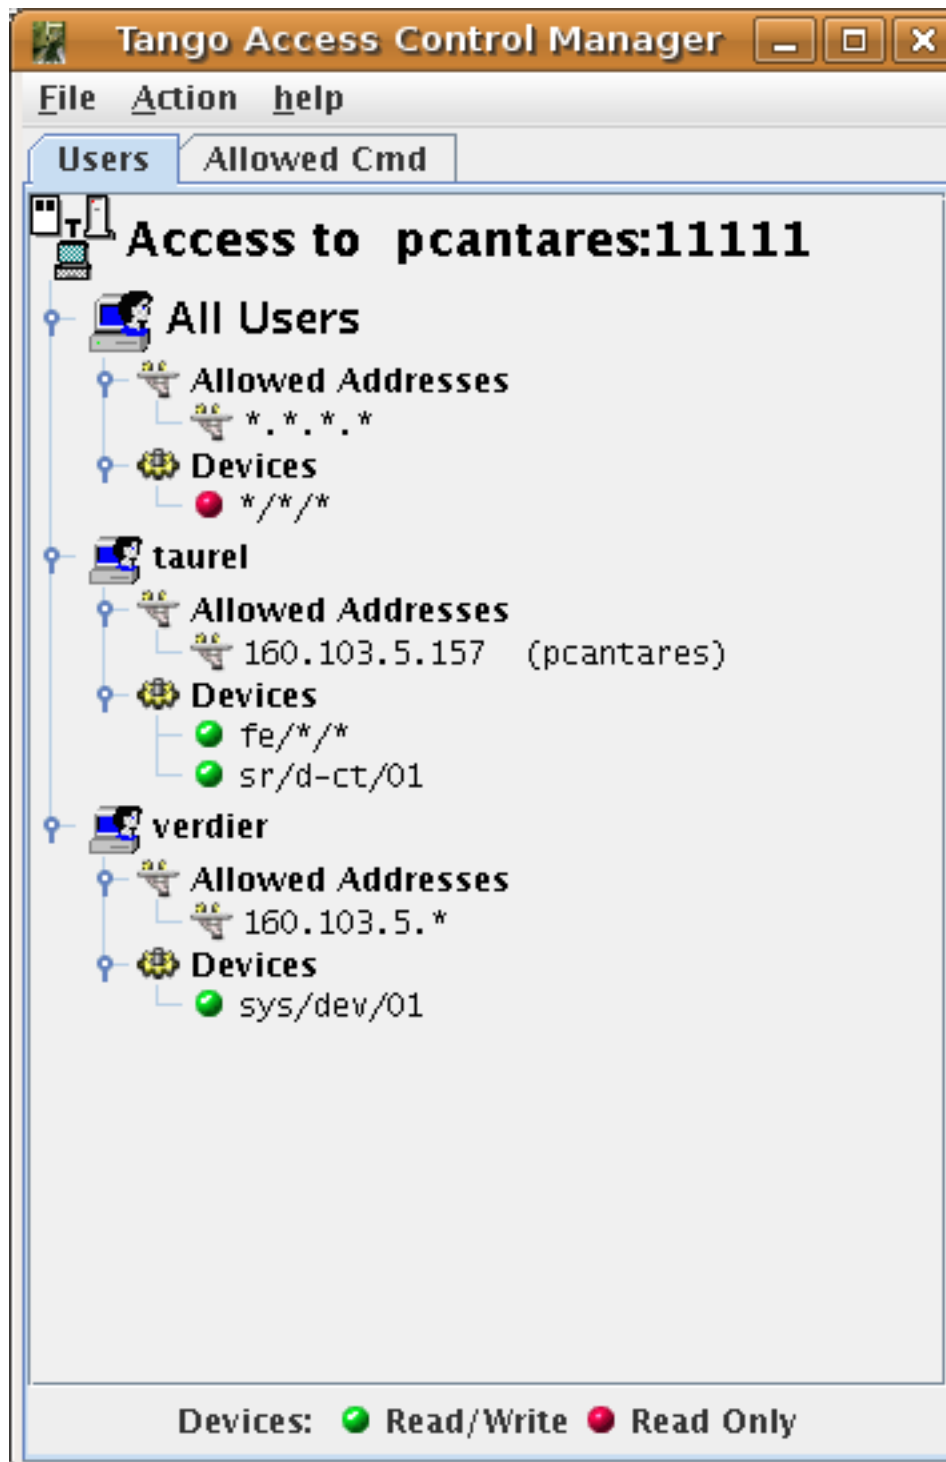 Tango Access Control Manager
File Action help
Users Allowed Cmd
Access to pcantares:11111
All Users
Allowed Addresses
*.*.*.*
Devices
*/*/*
taurel
Allowed Addresses
160.103.5.157 (pcantares)
Devices
fe/*/*
sr/d-ct/01
verdier
Allowed Addresses
160.103.5.*
Devices
sys/dev/01
Devices: Read/Write Read Only